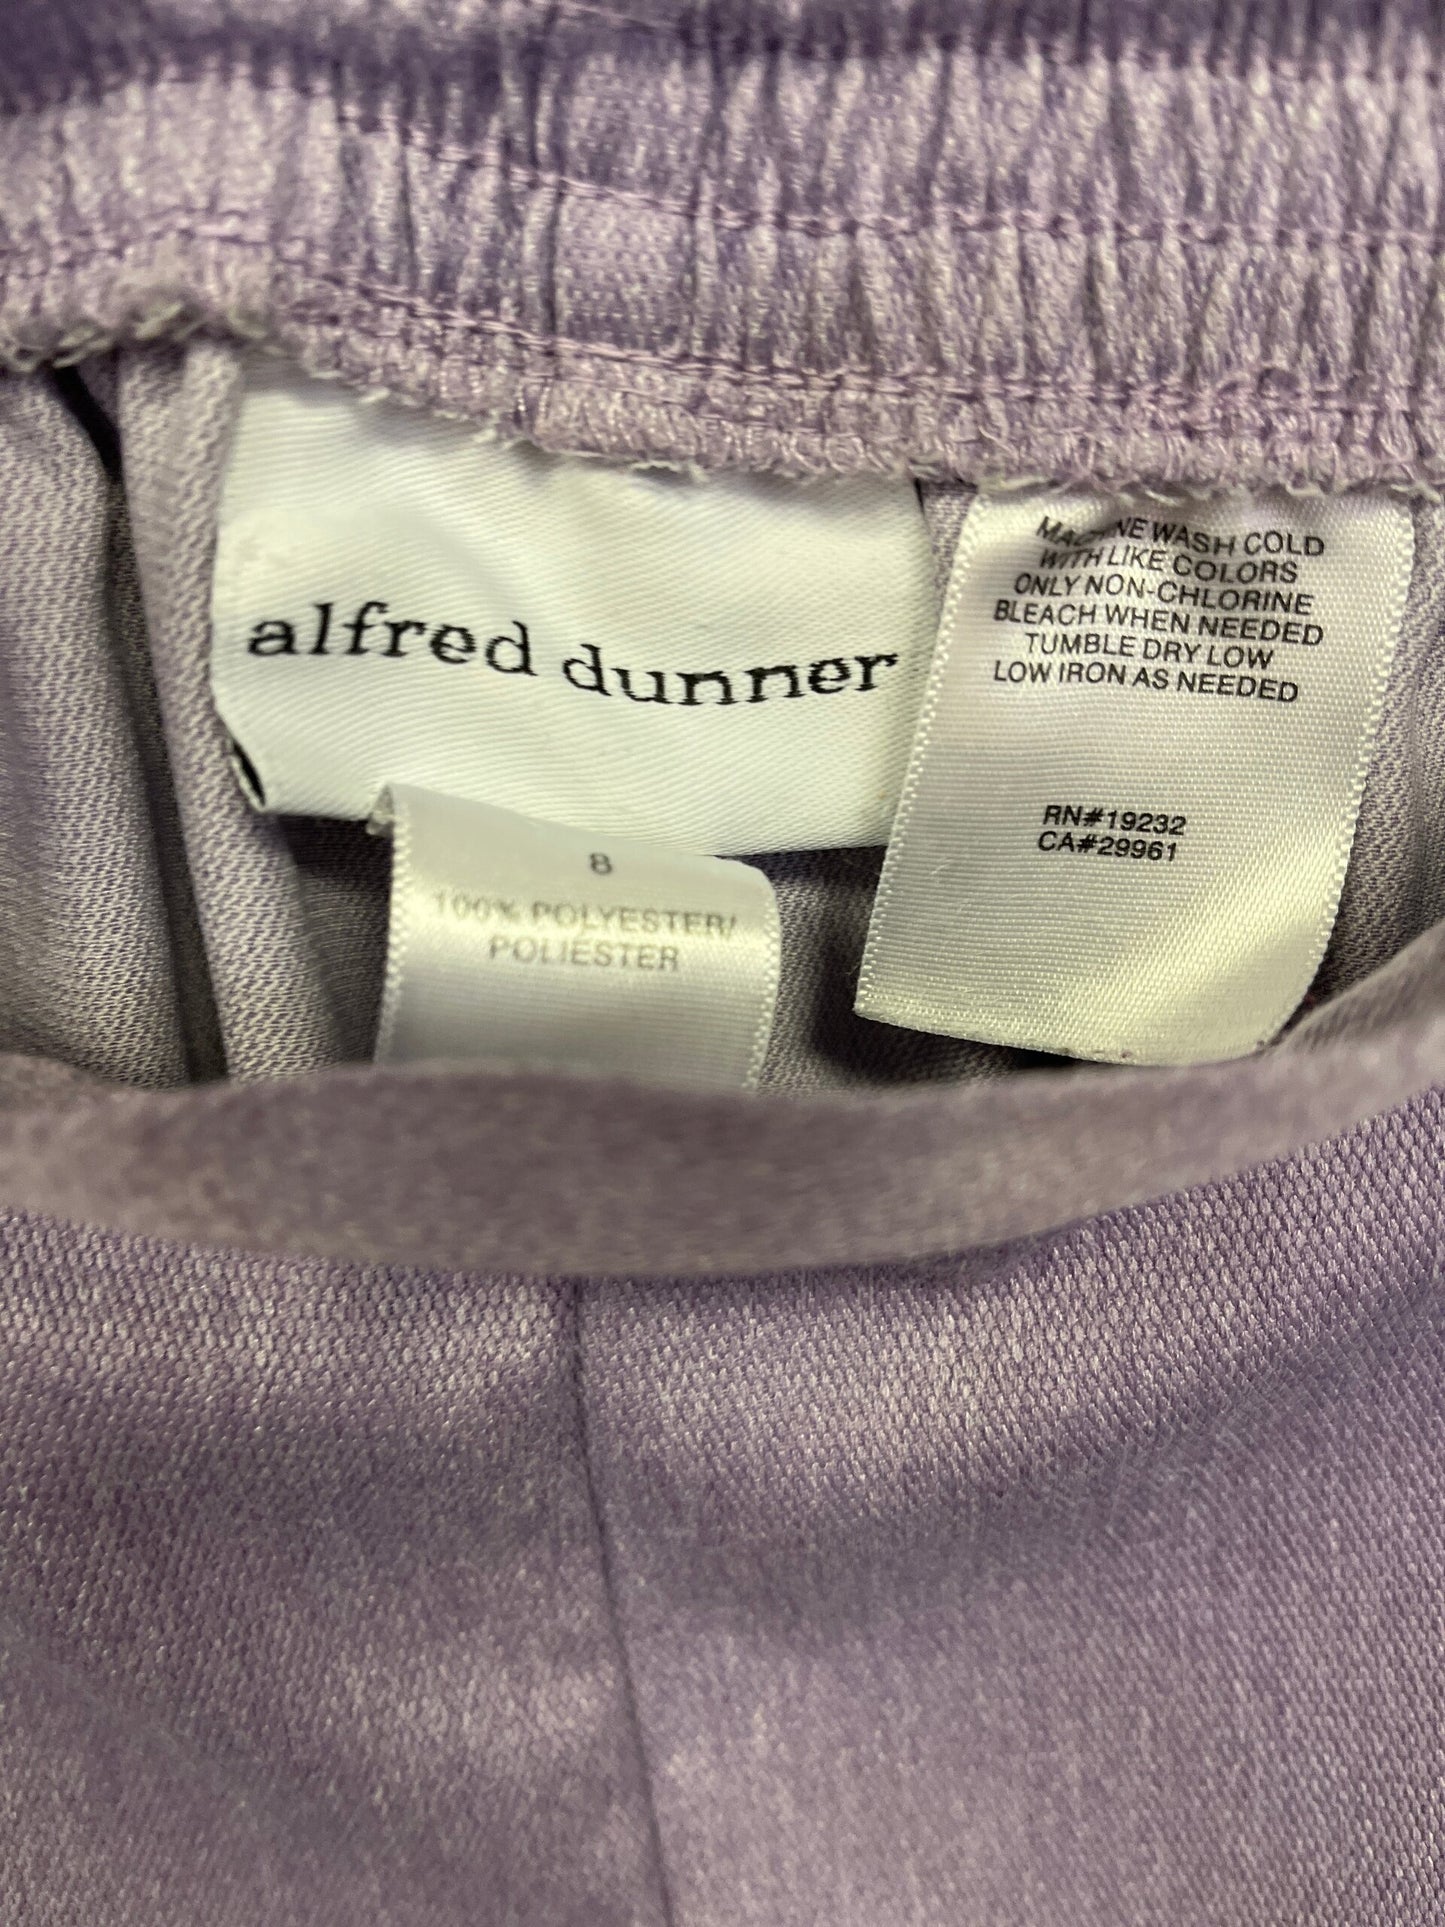 alfred dunner
8
100% POLYESTER/
POLIESTER
MACHINE WASH COLD
WITH LIKE COLORS
ONLY NON-CHLORINE
BLEACH WHEN NEEDED
TUMBLE DRY LOW
LOW IRON AS NEEDED
RN#19232
CA#29961